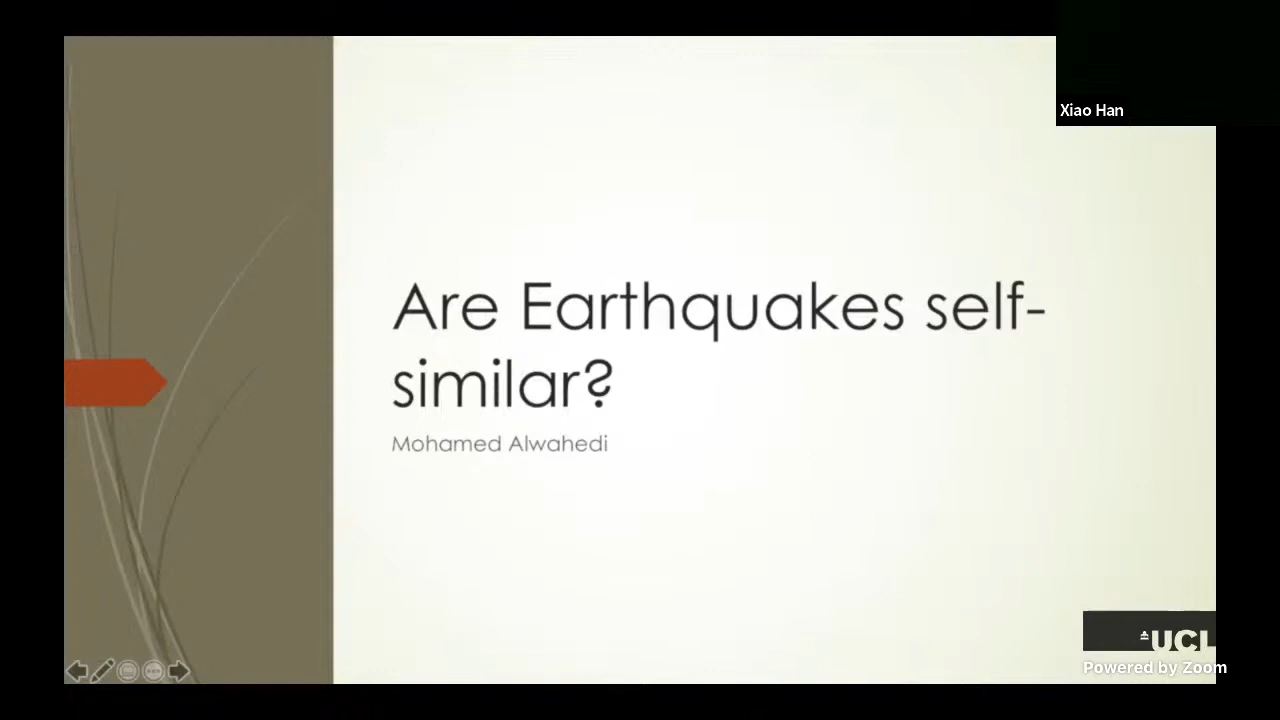 Xiao Han
Are Earthquakes self-
similar?
Mohamed Alwahedi
UCL
Powered by Zoom